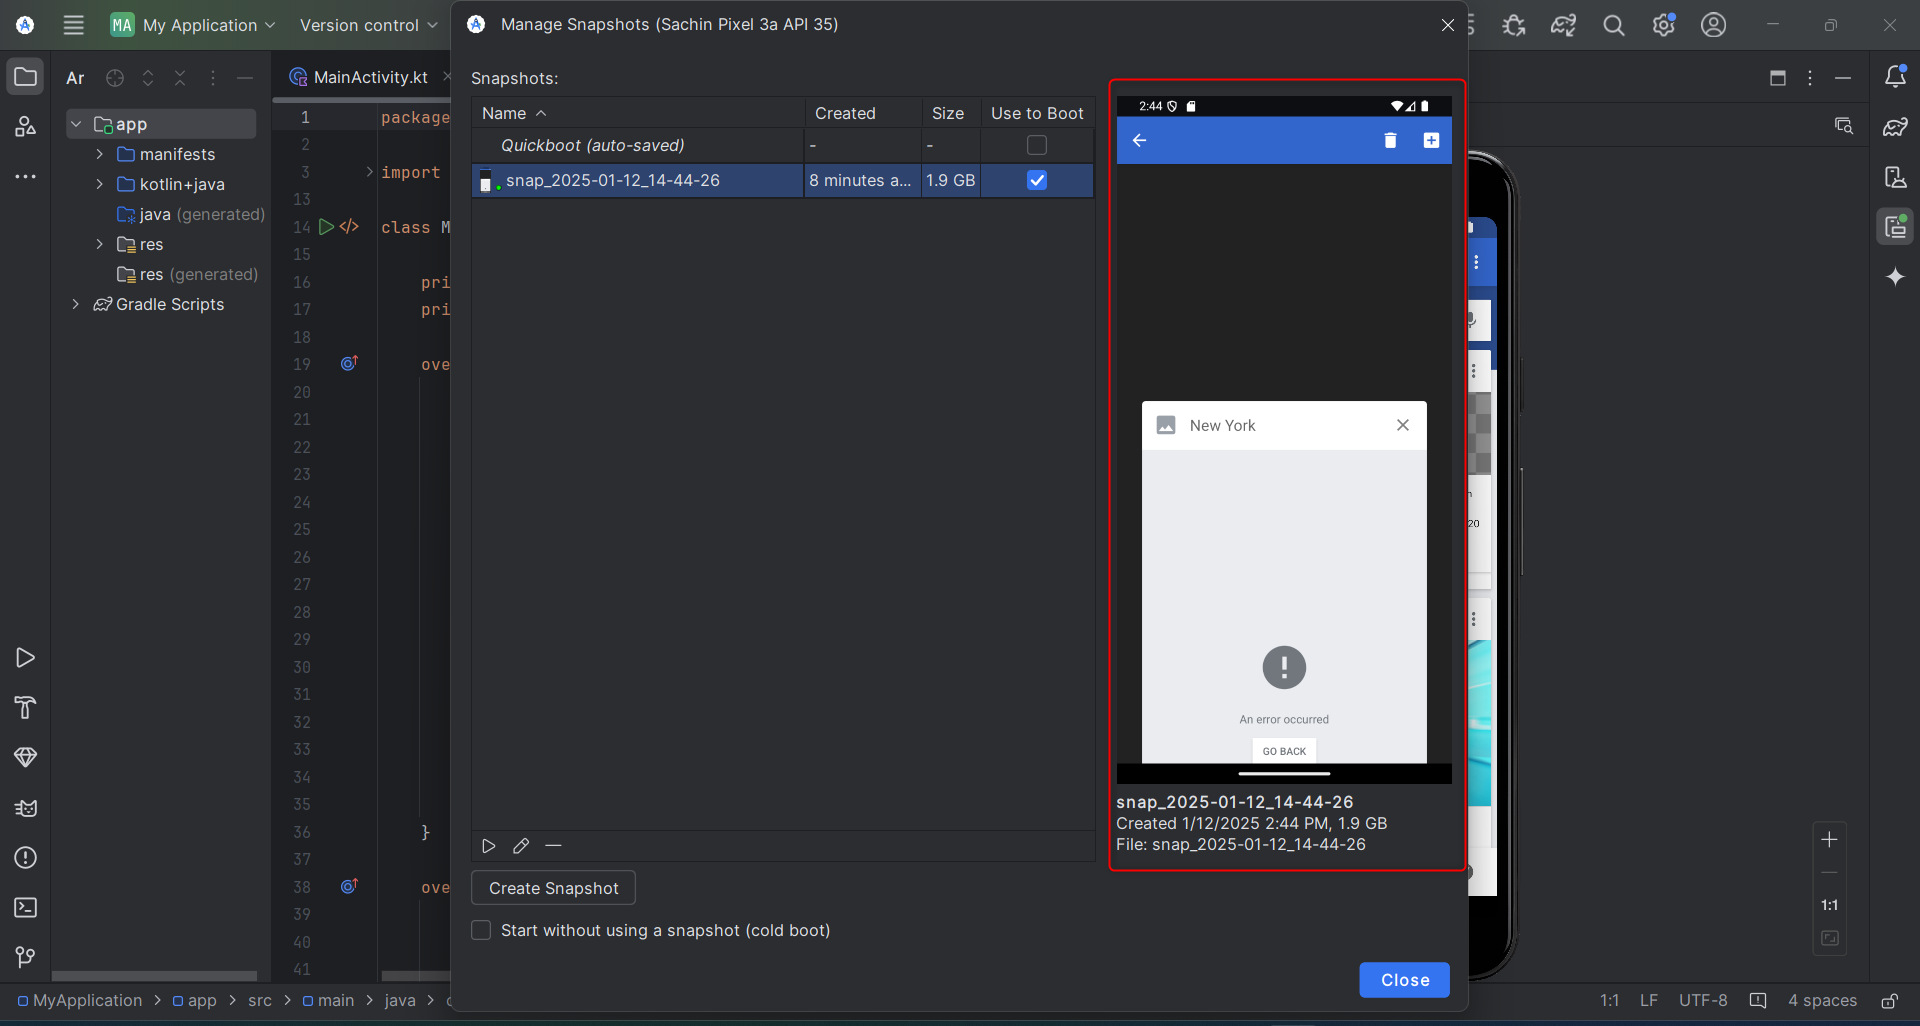 MA My Application
Version control
Manage Snapshots (Sachin Pixel 3a API 35)
Ar
MainActivity.kt
Snapshots:
Name Created Size Use to Boot
Quickboot (auto-saved) - -
snap_2025-01-12_14-44-26 8 minutes a... 1.9 GB
app
manifests
kotlin+java
java (generated)
res
res (generated)
Gradle Scripts
1 package
2
3 import
13
14 class M
15
16 pri
17 pri
18
19 ove
20
21
22
23
24
25
26
27
28
29
30
31
32
33
34
35
36 }
37
38 ove
39
40
41
2:44
New York
An error occurred
GO BACK
snap_2025-01-12_14-44-26
Created 1/12/2025 2:44 PM, 1.9 GB
File: snap_2025-01-12_14-44-26
20
Create Snapshot
Start without using a snapshot (cold boot)
Close
1:1
MyApplication > app > src > main > java >
1:1 LF UTF-8 4 spaces